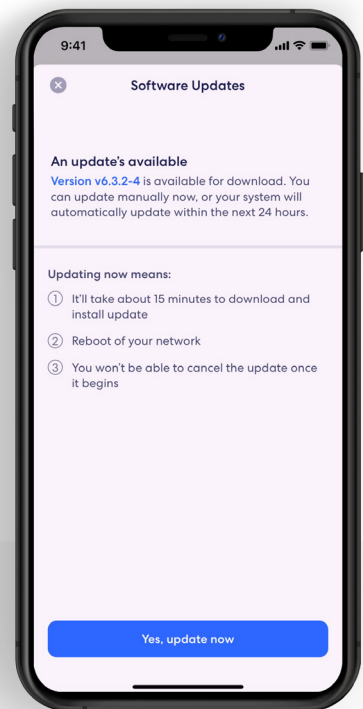 9:41
Software Updates
An update's available
Version v6.3.2-4 is available for download. You
can update manually now, or your system will
automatically update within the next 24 hours.
Updating now means:
1 It'll take about 15 minutes to download and
install update
2 Reboot of your network
3 You won't be able to cancel the update once
it begins
Yes, update now